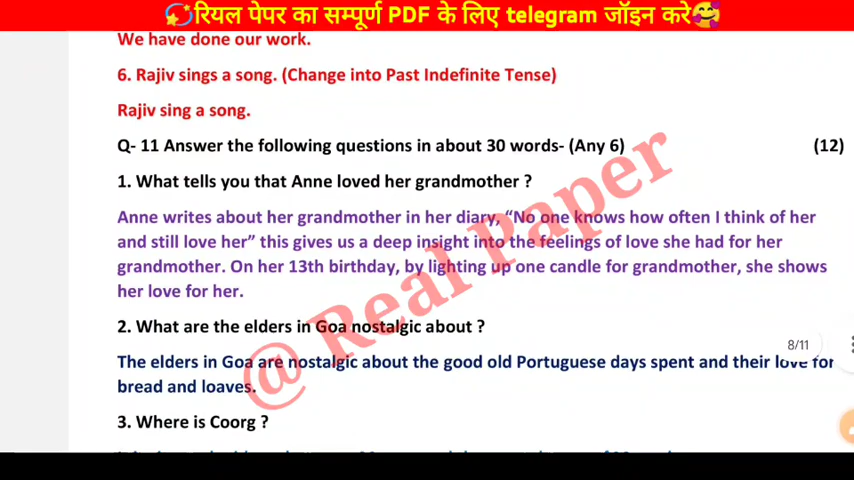 💫रियल पेपर का सम्पूर्ण PDF के लिए telegram जॉइन करे🥰
We have done our work.
6. Rajiv sings a song. (Change into Past Indefinite Tense)
Rajiv sing a song.
Q- 11 Answer the following questions in about 30 words- (Any 6) (12)
1. What tells you that Anne loved her grandmother ?
Anne writes about her grandmother in her diary, “No one knows how often I think of her
and still love her” this gives us a deep insight into the feelings of love she had for her
grandmother. On her 13th birthday, by lighting up one candle for grandmother, she shows
her love for her.
2. What are the elders in Goa nostalgic about ?
The elders in Goa are nostalgic about the good old Portuguese days spent and their love for
bread and loaves.
3. Where is Coorg ?
8/11
@ Real Paper